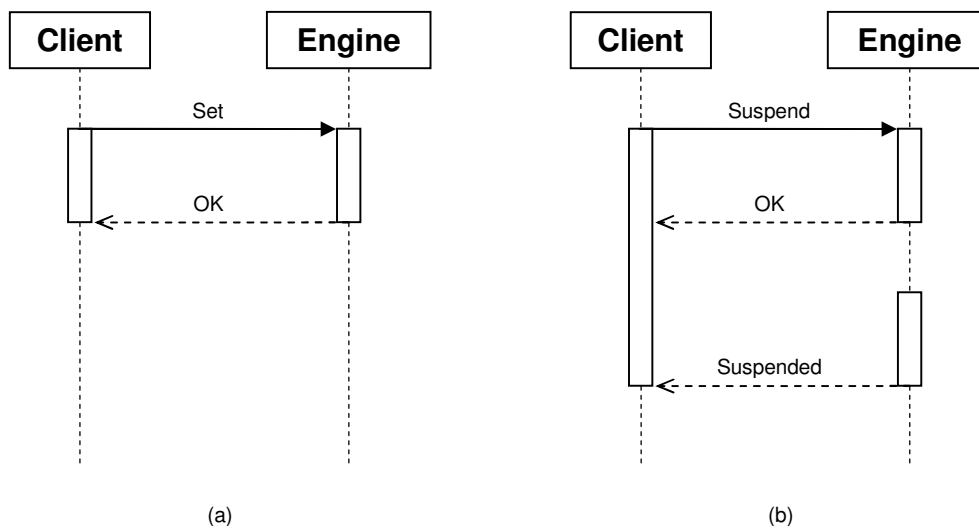 Client
Engine
Set
OK
(a)
Client
Engine
Suspend
OK
Suspended
(b)